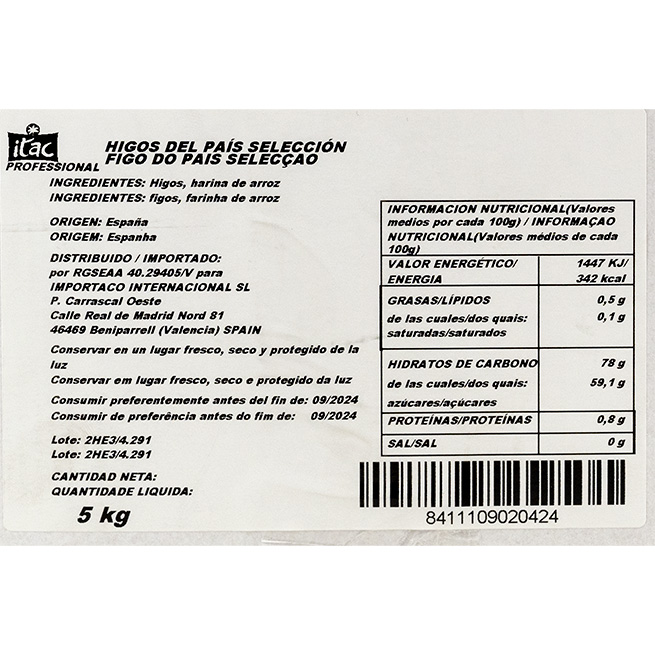 itac
PROFESSIONAL
HIGOS DEL PAÍS SELECCIÓN
FIGO DO PAIS SELECÇAO
INGREDIENTES: Higos, harina de arroz
INGREDIENTES: figos, farinha de arroz
ORIGEN: España
ORIGEM: Espanha
DISTRIBUIDO / IMPORTADO:
por RGSEAA 40.29405/V para
IMPORTACO INTERNACIONAL SL
P. Carrascal Oeste
Calle Real de Madrid Nord 81
46469 Beniparrell (Valencia) SPAIN
Conservar en un lugar fresco, seco y protegido de la
luz
Conservar em lugar fresco, seco e protegido da luz
Consumir preferentemente antes del fin de: 09/2024
Consumir de preferência antes do fim de: 09/2024
Lote: 2HE3/4.291
Lote: 2HE3/4.291
CANTIDAD NETA:
QUANTIDADE LIQUIDA:
5 kg
INFORMACION NUTRICIONAL(Valores
medios por cada 100g) / INFORMAÇAO
NUTRICIONAL(Valores médios de cada
100g)
VALOR ENERGÉTICO/ 1447 KJ/
ENERGIA 342 kcal
GRASAS/LÍPIDOS 0,5 g
de las cuales/dos quais: 0,1 g
saturadas/saturados
HIDRATOS DE CARBONO 78 g
de las cuales/dos quais: 59,1 g
azúcares/açúcares
PROTEÍNAS/PROTEÍNAS 0,8 g
SAL/SAL 0 g
8411109020424